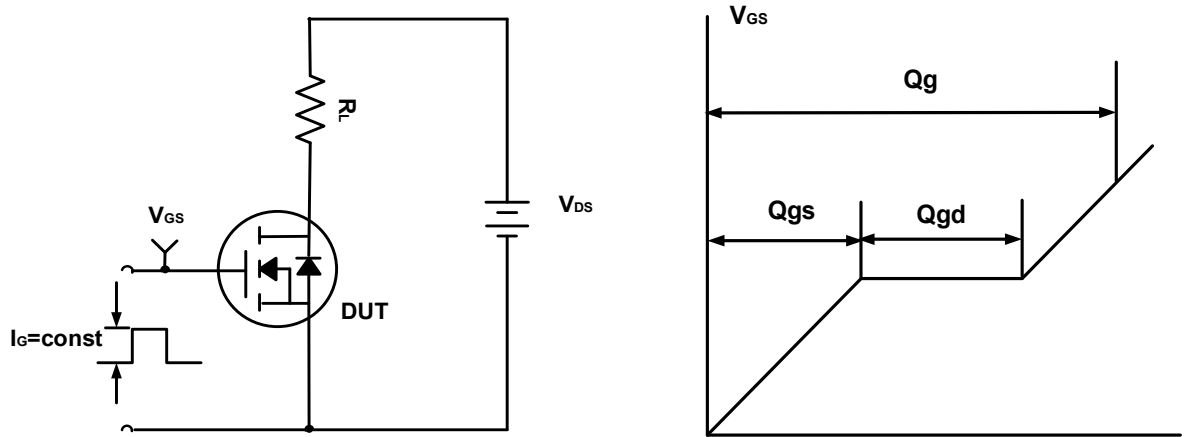 RL
VDS
VGS
DUT
IG=const
VGS
Qg
Qgs
Qgd